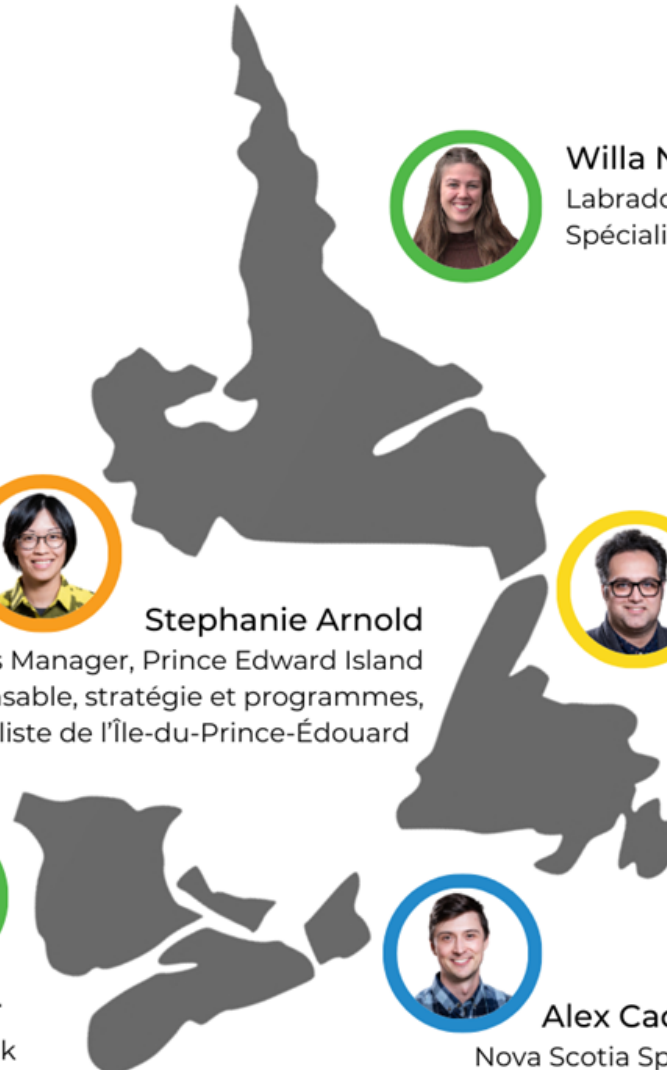 Willa
Labrado
Spéciali
Stephanie Arnold
s Manager, Prince Edward Island
nsable, stratégie et programmes,
liste de l'Île-du-Prince-Édouard
Alex Cad
Nova Scotia Sp
k